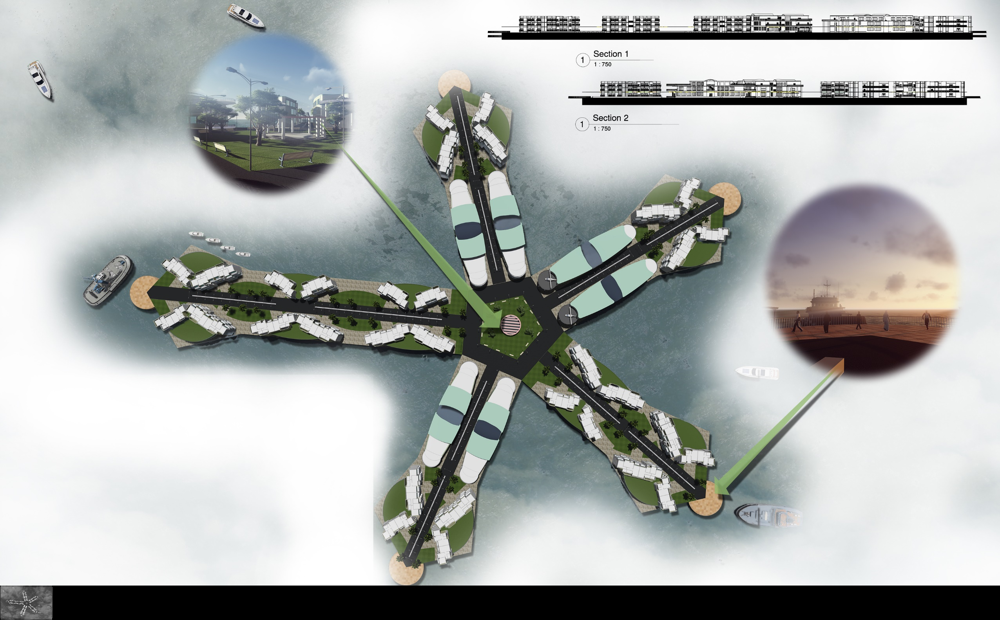 Section 1
1
1 : 750
Section 2
1
1 : 750